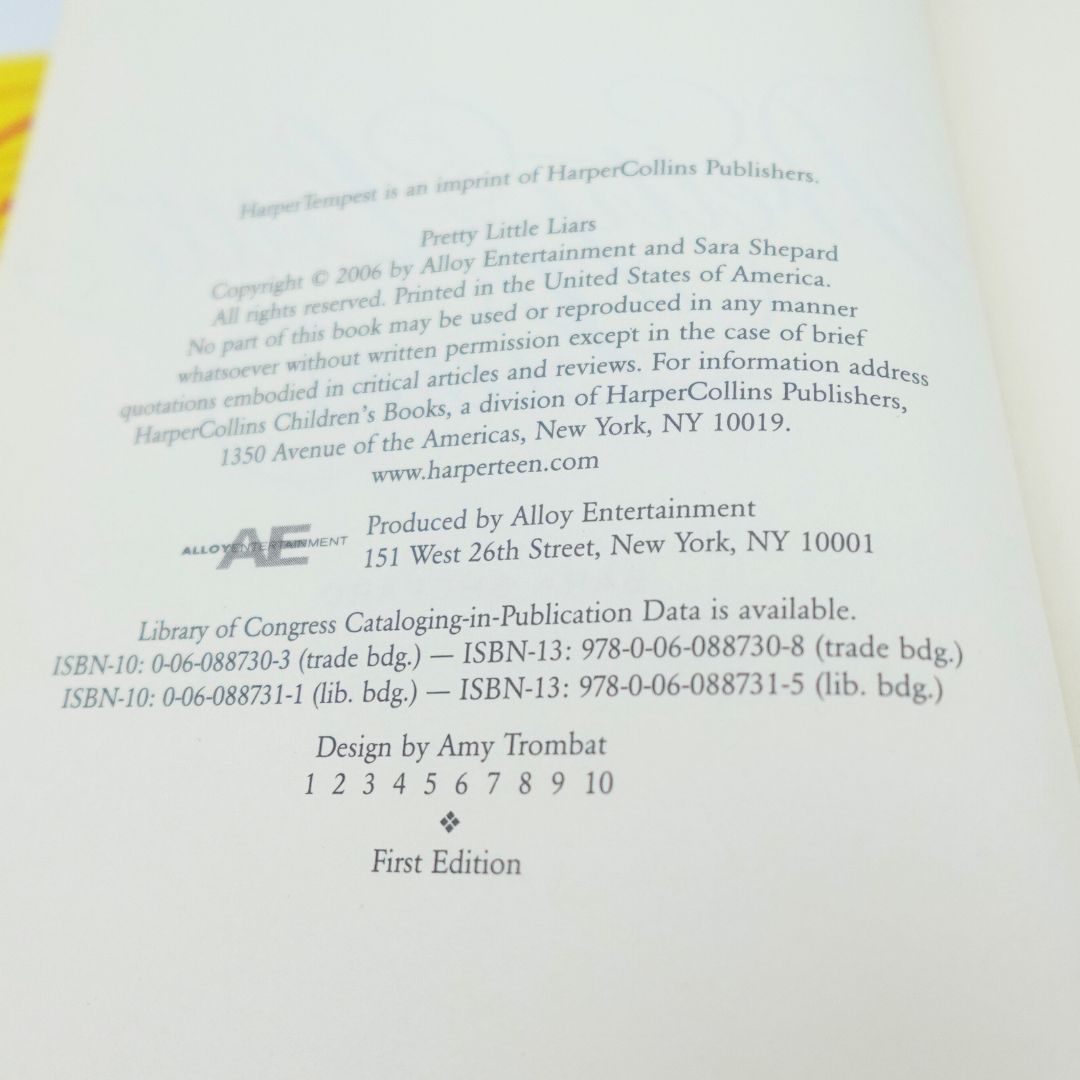 HarperTempest is an imprint of HarperCollins Publishers.
Pretty Little Liars
Copyright © 2006 by Alloy Entertainment and Sara Shepard
All rights reserved. Printed in the United States of America.
No part of this book may be used or reproduced in any manner
whatsoever without written permission except in the case of brief
quotations embodied in critical articles and reviews. For information address
HarperCollins Children's Books, a division of HarperCollins Publishers,
1350 Avenue of the Americas, New York, NY 10019.
www.harperteen.com
AE
ALLOYENTERTAINMENT
Produced by Alloy Entertainment
151 West 26th Street, New York, NY 10001
Library of Congress Cataloging-in-Publication Data is available.
ISBN-10: 0-06-088730-3 (trade bdg.) — ISBN-13: 978-0-06-088730-8 (trade bdg.)
ISBN-10: 0-06-088731-1 (lib. bdg.) — ISBN-13: 978-0-06-088731-5 (lib. bdg.)
Design by Amy Trombat
1 2 3 4 5 6 7 8 9 10
❖
First Edition